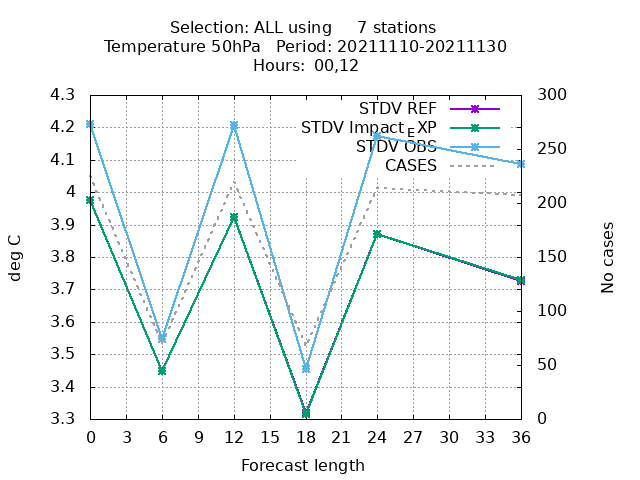 Selection: ALL using     7 stations
Temperature 50hPa   Period: 20211110-20211130
Hours: 00,12
STDV REF
STDV Impact_EXP
STDV OBS
CASES
4.3
4.2
4.1
4
3.9
3.8
3.7
3.6
3.5
3.4
3.3
deg C
300
250
200
150
100
50
0
No cases
0 3 6 9 12 15 18 21 24 27 30 33 36
Forecast length